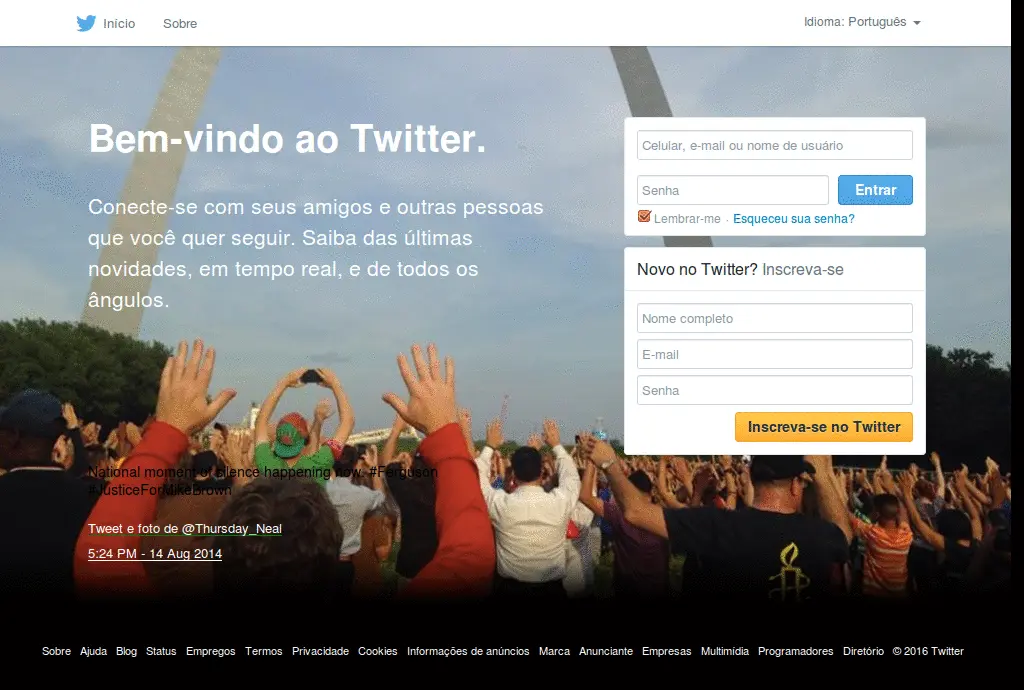 Início Sobre Idioma: Português
Bem-vindo ao Twitter.
Conecte-se com seus amigos e outras pessoas
que você quer seguir. Saiba das últimas
novidades, em tempo real, e de todos os
ângulos.
Celular, e-mail ou nome de usuário
Senha Entrar
Lembrar-me · Esqueceu sua senha?
Novo no Twitter? Inscreva-se
Nome completo
E-mail
Senha
Inscreva-se no Twitter
National moment of silence happening now. #Ferguson
#JusticeForMikeBrown
Tweet e foto de @Thursday_Neal
5:24 PM - 14 Aug 2014
Sobre Ajuda Blog Status Empregos Termos Privacidade Cookies Informações de anúncios Marca Anunciante Empresas Multimídia Programadores Diretório © 2016 Twitter